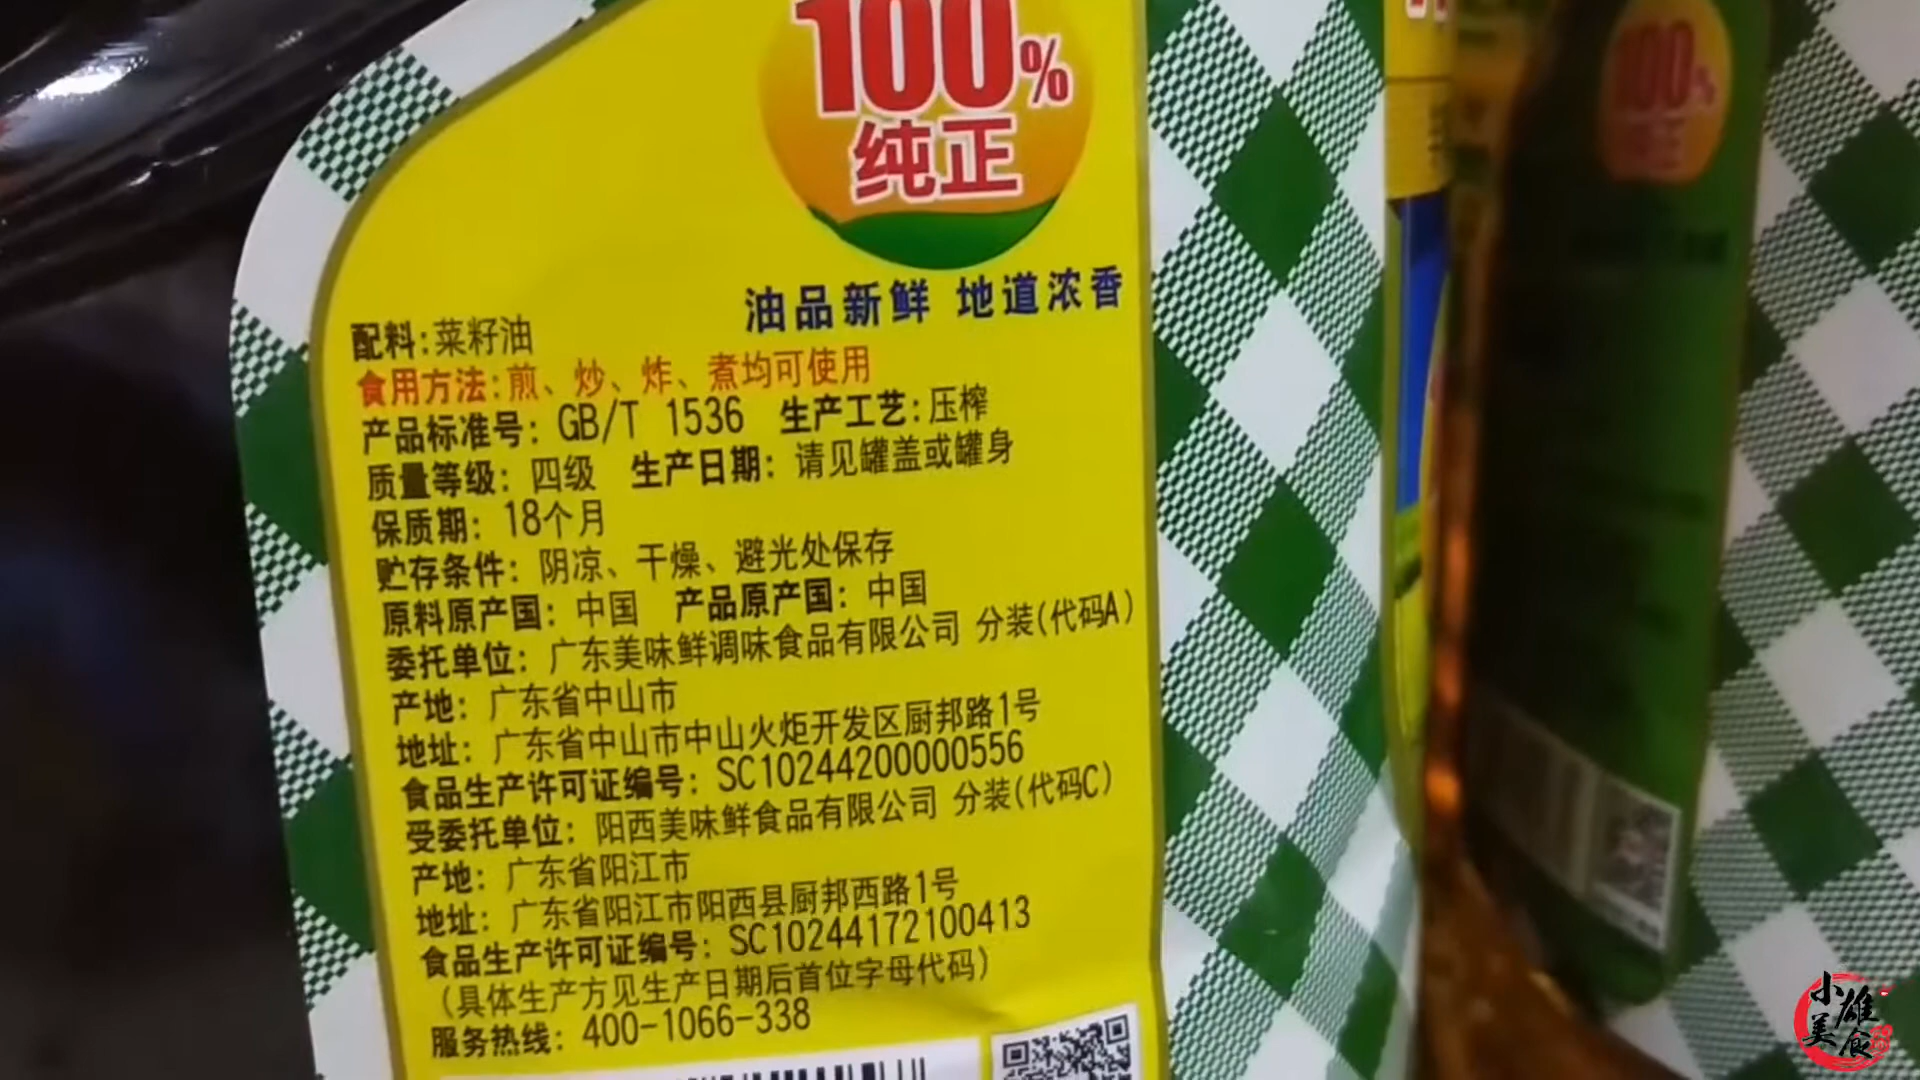 100%
纯正
油品新鲜 地道浓香
配料:菜籽油
食用方法:煎、炒、炸、煮均可使用
产品标准号: GB/T 1536 生产工艺:压榨
质量等级: 四级 生产日期: 请见罐盖或罐身
保质期: 18个月
贮存条件: 阴凉、干燥、避光处保存
原料原产国: 中国 产品原产国: 中国
委托单位: 广东美味鲜调味食品有限公司 分装(代码A)
产地: 广东省中山市
地址: 广东省中山市中山火炬开发区厨邦路1号
食品生产许可证编号: SC10244200000556
受委托单位: 阳西美味鲜食品有限公司 分装(代码C)
产地: 广东省阳江市
地址: 广东省阳江市阳西县厨邦西路1号
食品生产许可证编号: SC10244172100413
(具体生产方见生产日期后首位字母代码)
服务热线: 400-1066-338
100%
纯正
小雄
美食